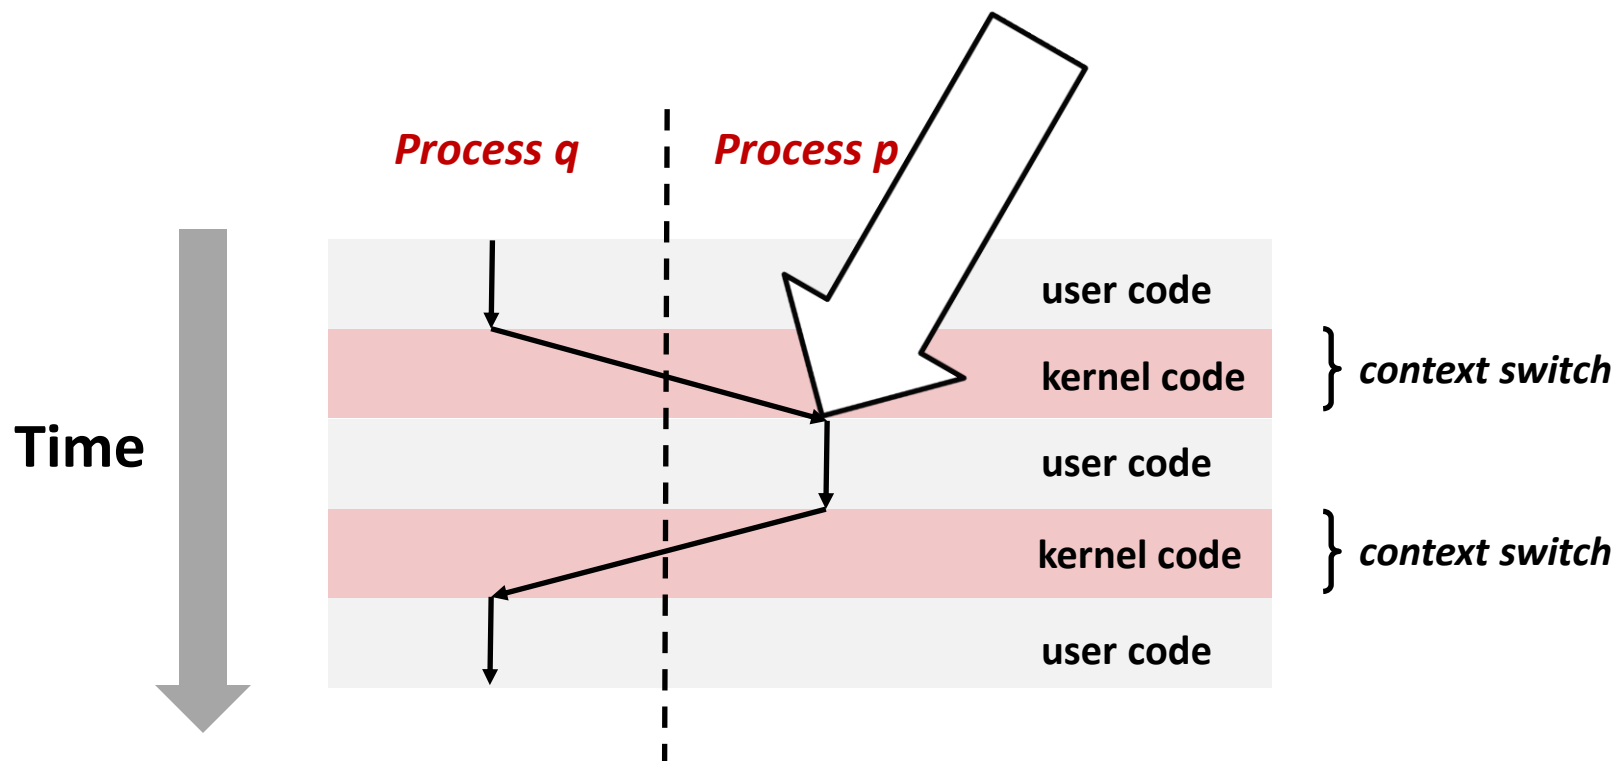 Process q
Process p
user code
kernel code
context switch
Time
user code
kernel code
context switch
user code